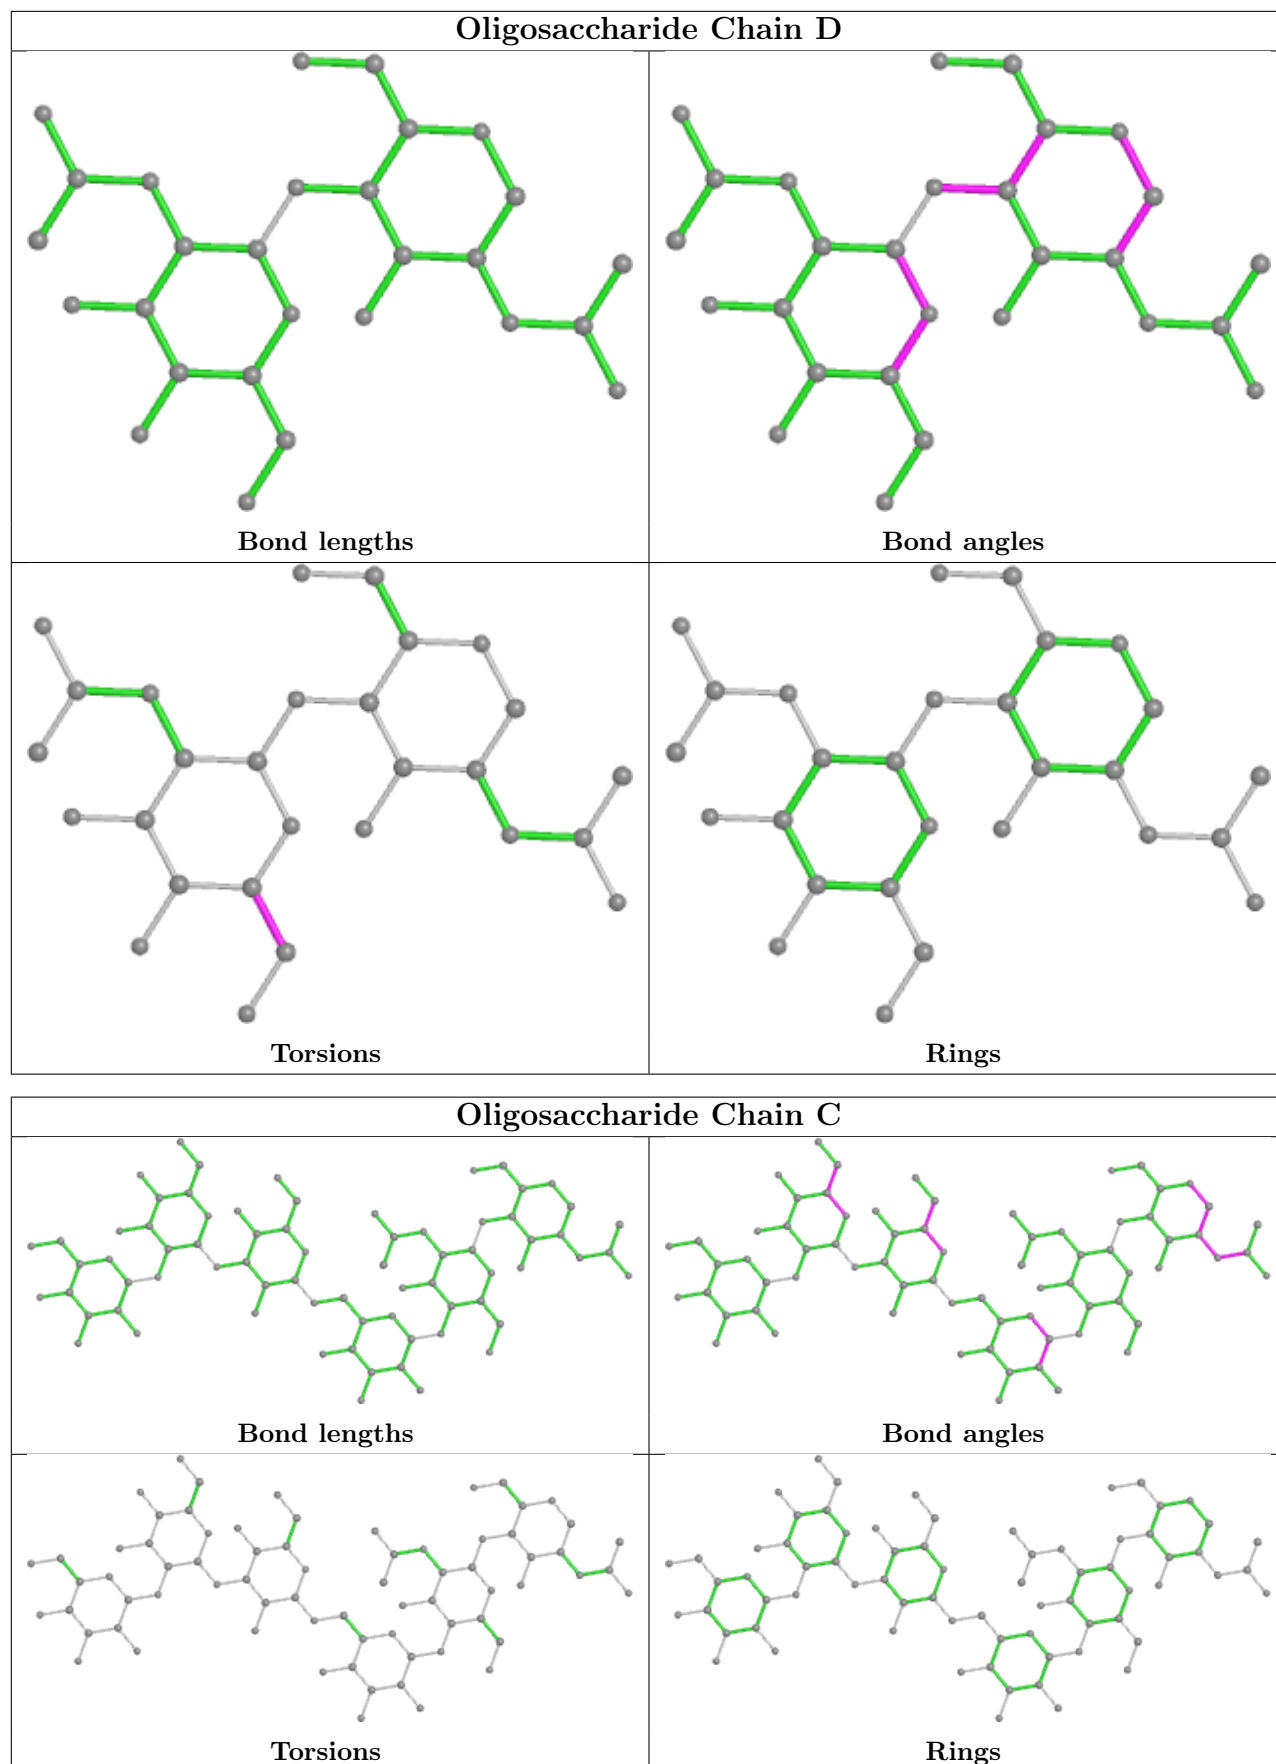 Oligosaccharide Chain D
Bond lengths
Bond angles
Torsions
Rings
Oligosaccharide Chain C
Bond lengths
Bond angles
Torsions
Rings